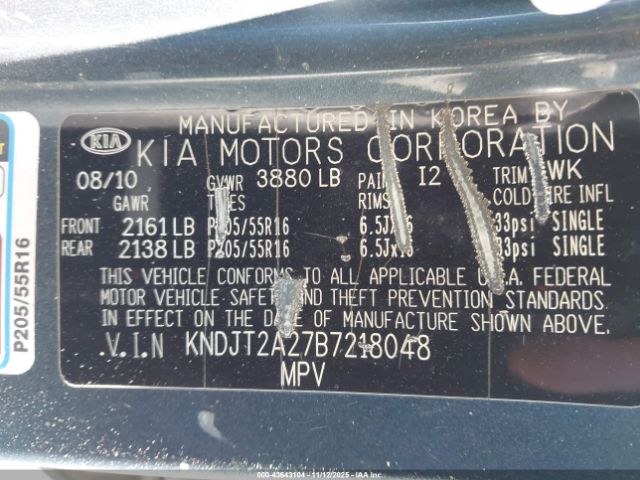 MANUFACTURED IN KOREA BY
KIA KIA MOTORS CORPORATION
08/10 GVWR 3880 LB PAINT I2 TRIM WK
GAWR TIRES RIMS COLD TIRE INFL
FRONT 2161 LB P205/55R16 6.5JX16 33psi SINGLE
REAR 2138 LB P205/55R16 6.5JX16 33psi SINGLE
THIS VEHICLE CONFORMS TO ALL APPLICABLE U.S.A. FEDERAL
MOTOR VEHICLE SAFETY AND THEFT PREVENTION STANDARDS
IN EFFECT ON THE DATE OF MANUFACTURE SHOWN ABOVE.
.V.I.N KNDJT2A27B7218048
MPV
P205/55R16
000-43643104 - 11/12/2025 - IAAI.COM